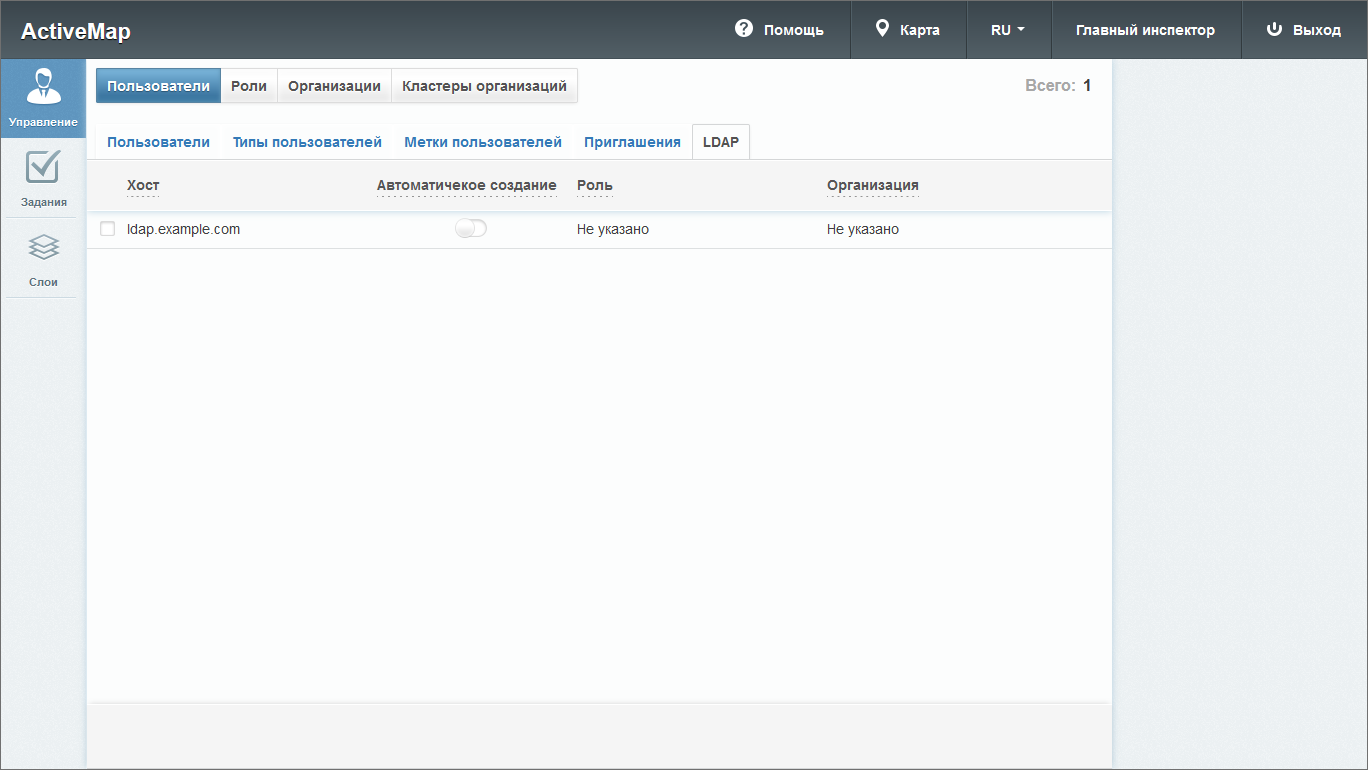 ActiveMap
Помощь
Карта
RU
Главный инспектор
Выход
Управление
Задания
Слои
Пользователи
Роли
Организации
Кластеры организаций
Всего: 1
Пользователи
Типы пользователей
Метки пользователей
Приглашения
LDAP
Хост
Автоматичекое создание
Роль
Организация
ldap.example.com
Не указано
Не указано